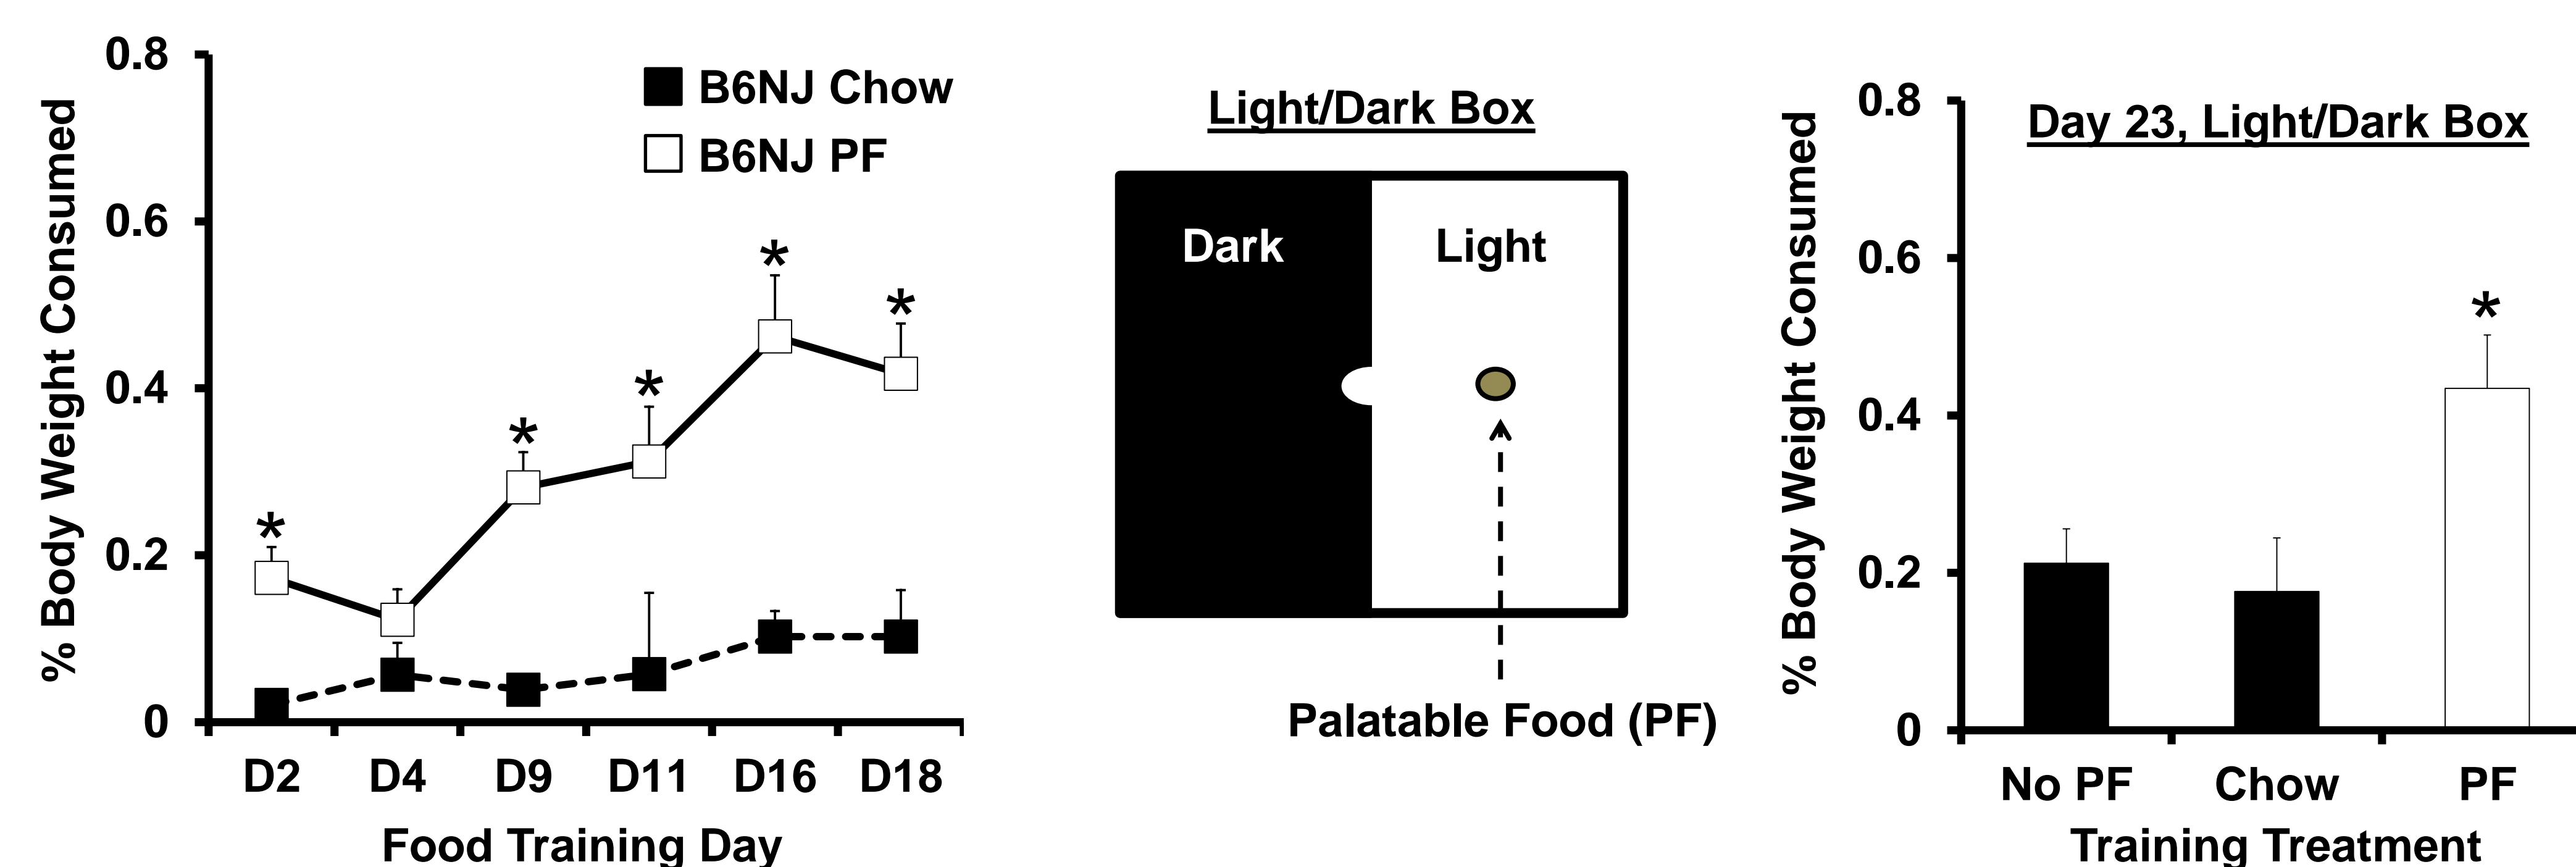 % Body Weight Consumed
0.8
0.6
0.4
0.2
0
B6NJ Chow
B6NJ PF
*
*
*
*
*
D2 D4 D9 D11 D16 D18
Food Training Day
Light/Dark Box
Dark
Light
Palatable Food (PF)
% Body Weight Consumed
0.8
0.6
0.4
0.2
0
Day 23, Light/Dark Box
*
No PF Chow PF
Training Treatment